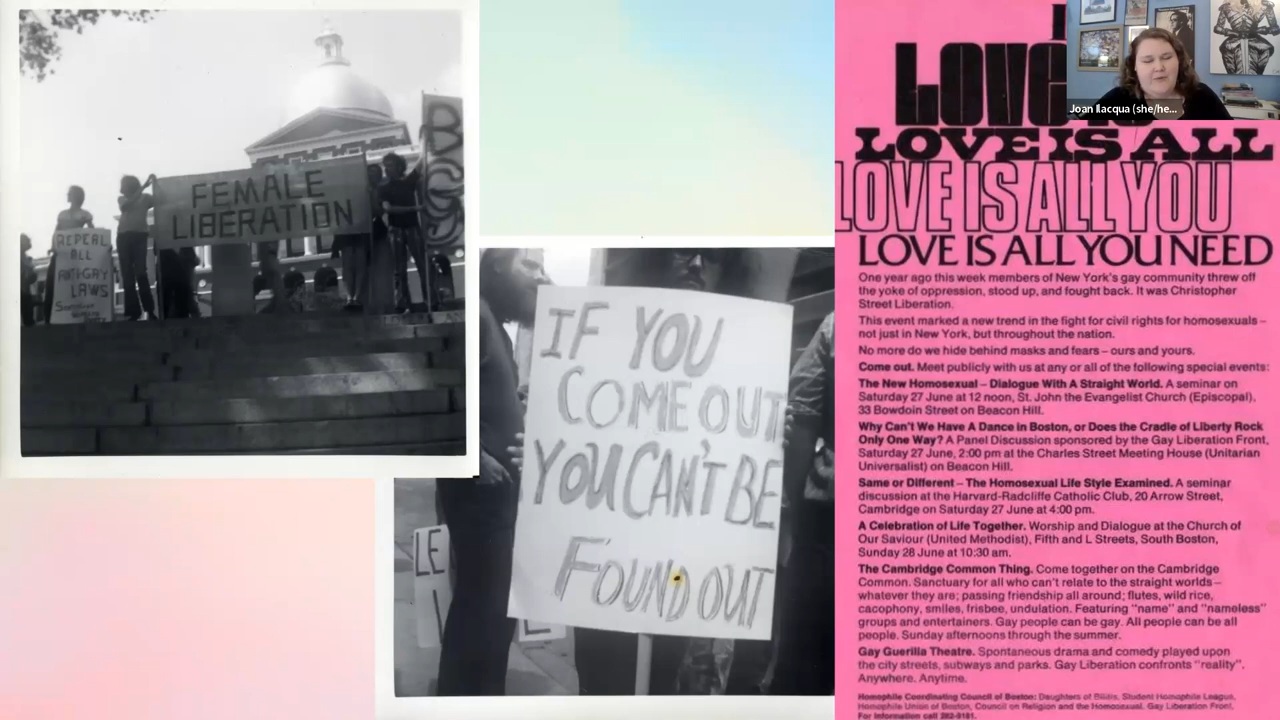 FEMALE
LIBERATION
REPEAL
ALL
ANTI-GAY
LAWS
IF YOU
COME OUT
YOU CAN'T BE
FOUND OUT
LE
L
Joan Ilacqua (she/he...
LOVE IS ALL
LOVE IS ALL YOU
LOVE IS ALL YOU NEED
One year ago this week members of New York's gay community threw off
the yoke of oppression, stood up, and fought back. It was Christopher
Street Liberation.
This event marked a new trend in the fight for civil rights for homosexuals –
not just in New York, but throughout the nation.
No more do we hide behind masks and fears – ours and yours.
Come out. Meet publicly with us at any or all of the following special events:
The New Homosexual – Dialogue With A Straight World. A seminar on
Saturday 27 June at 12 noon, St. John the Evangelist Church (Episcopal),
33 Bowdoin Street on Beacon Hill.
Why Can't We Have A Dance in Boston, or Does the Cradle of Liberty Rock
Only One Way? A Panel Discussion sponsored by the Gay Liberation Front,
Saturday 27 June, 2:00 pm at the Charles Street Meeting House (Unitarian
Universalist) on Beacon Hill.
Same or Different – The Homosexual Life Style Examined. A seminar
discussion at the Harvard-Radcliffe Catholic Club, 20 Arrow Street,
Cambridge on Saturday 27 June at 4:00 pm.
A Celebration of Life Together. Worship and Dialogue at the Church of
Our Saviour (United Methodist), Fifth and L Streets, South Boston,
Sunday 28 June at 10:30 am.
The Cambridge Common Thing. Come together on the Cambridge
Common. Sanctuary for all who can't relate to the straight worlds –
whatever they are; passing friendship all around; flutes, wild rice,
cacophony, smiles, frisbee, undulation. Featuring "name" and "nameless"
groups and entertainers. Gay people can be gay. All people can be all
people. Sunday afternoons through the summer.
Gay Guerilla Theatre. Spontaneous drama and comedy played upon
the city streets, subways and parks. Gay Liberation confronts "reality".
Anywhere. Anytime.
Homophile Coordinating Council of Boston: Daughters of Bilitis, Student Homophile League,
Homophile Union of Boston, Council on Religion and the Homosexual, Gay Liberation Front.
For information call 262-9181.